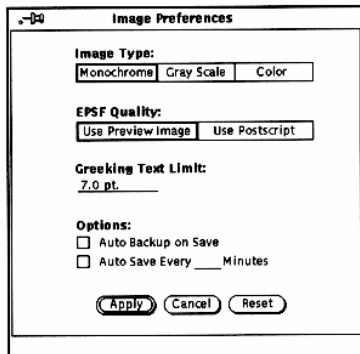 Image Preferences
Image Type:
Monochrome Gray Scale Color
EPSF Quality:
Use Preview Image Use Postscript
Greeking Text Limit:
7.0 pt.
Options:
Auto Backup on Save
Auto Save Every ____ Minutes
Apply Cancel Reset